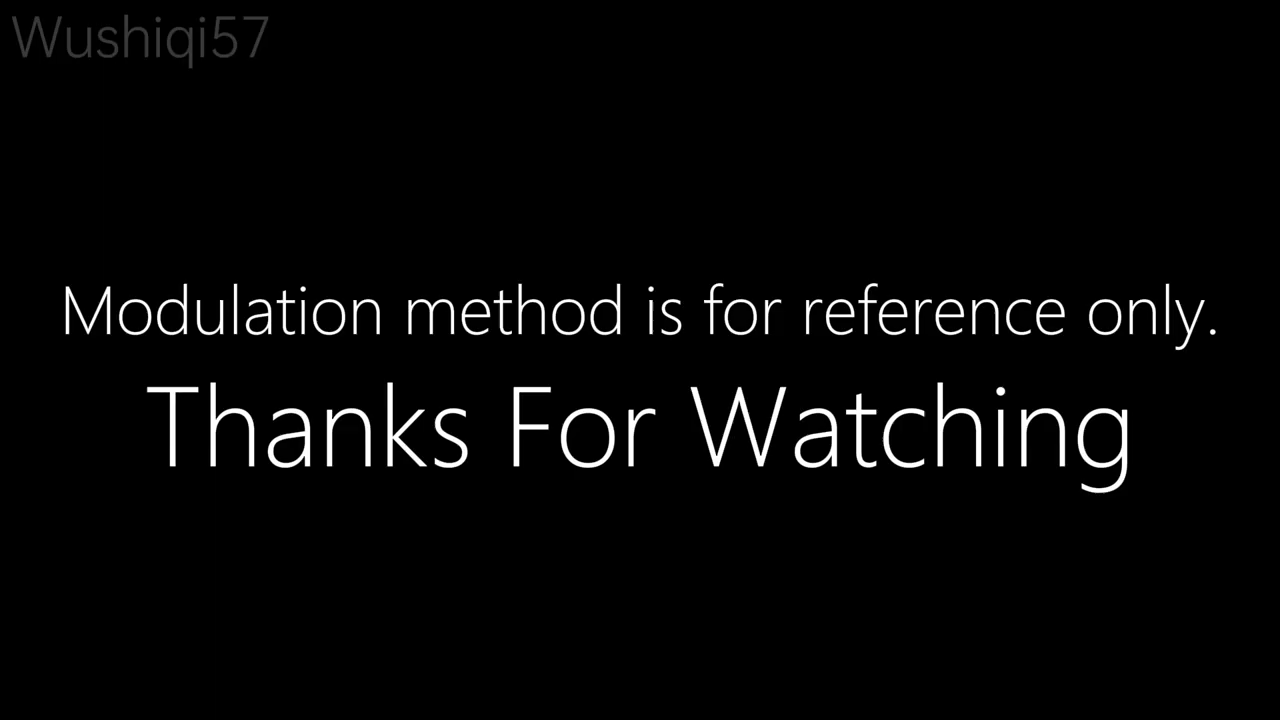 Wushiqi57
Modulation method is for reference only.
Thanks For Watching